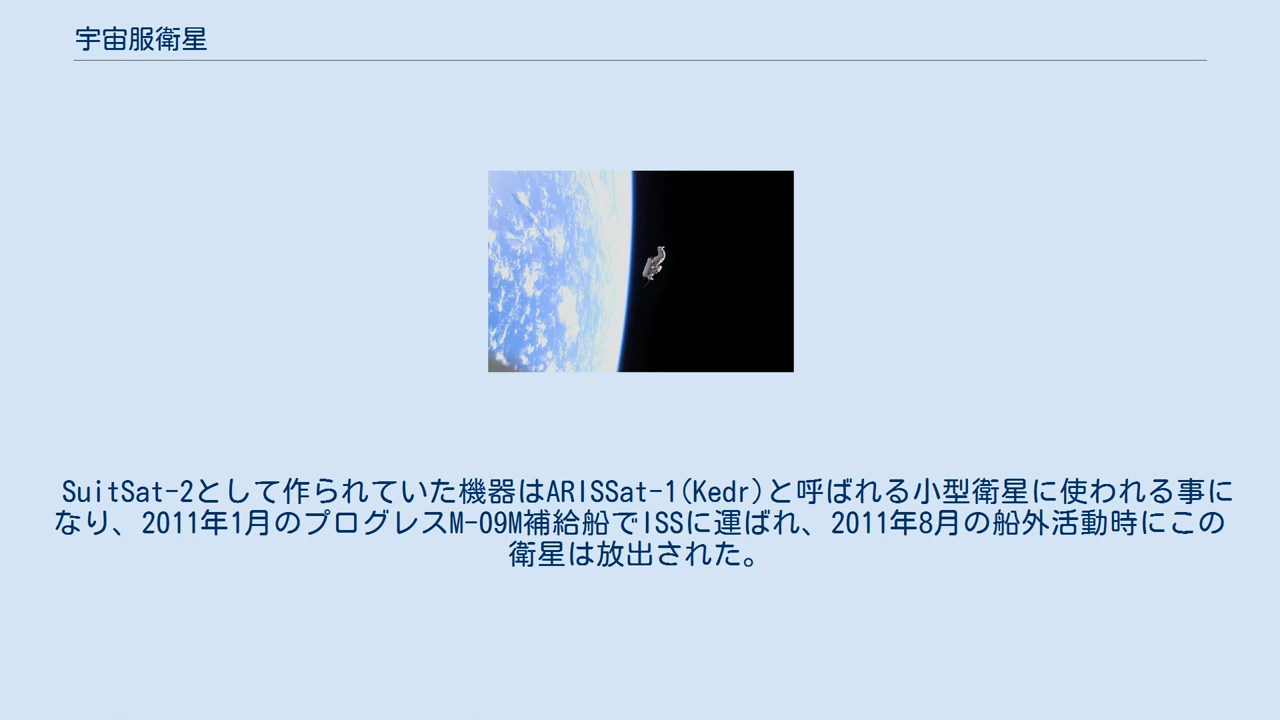 宇宙服衛星
SuitSat-2として作られていた機器はARISSat-1(Kedr)と呼ばれる小型衛星に使われる事に
なり、2011年1月のプログレスM-09M補給船でISSに運ばれ、2011年8月の船外活動時にこの
衛星は放出された。